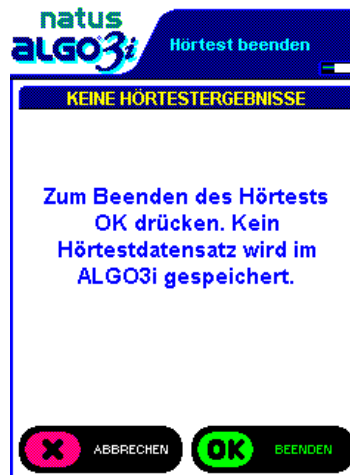 natus
ALGO3i
Hörtest beenden
KEINE HÖRTESTERGEBNISSE
Zum Beenden des Hörtests
OK drücken. Kein
Hörtestdatensatz wird im
ALGO3i gespeichert.
X ABBRECHEN OK BEENDEN